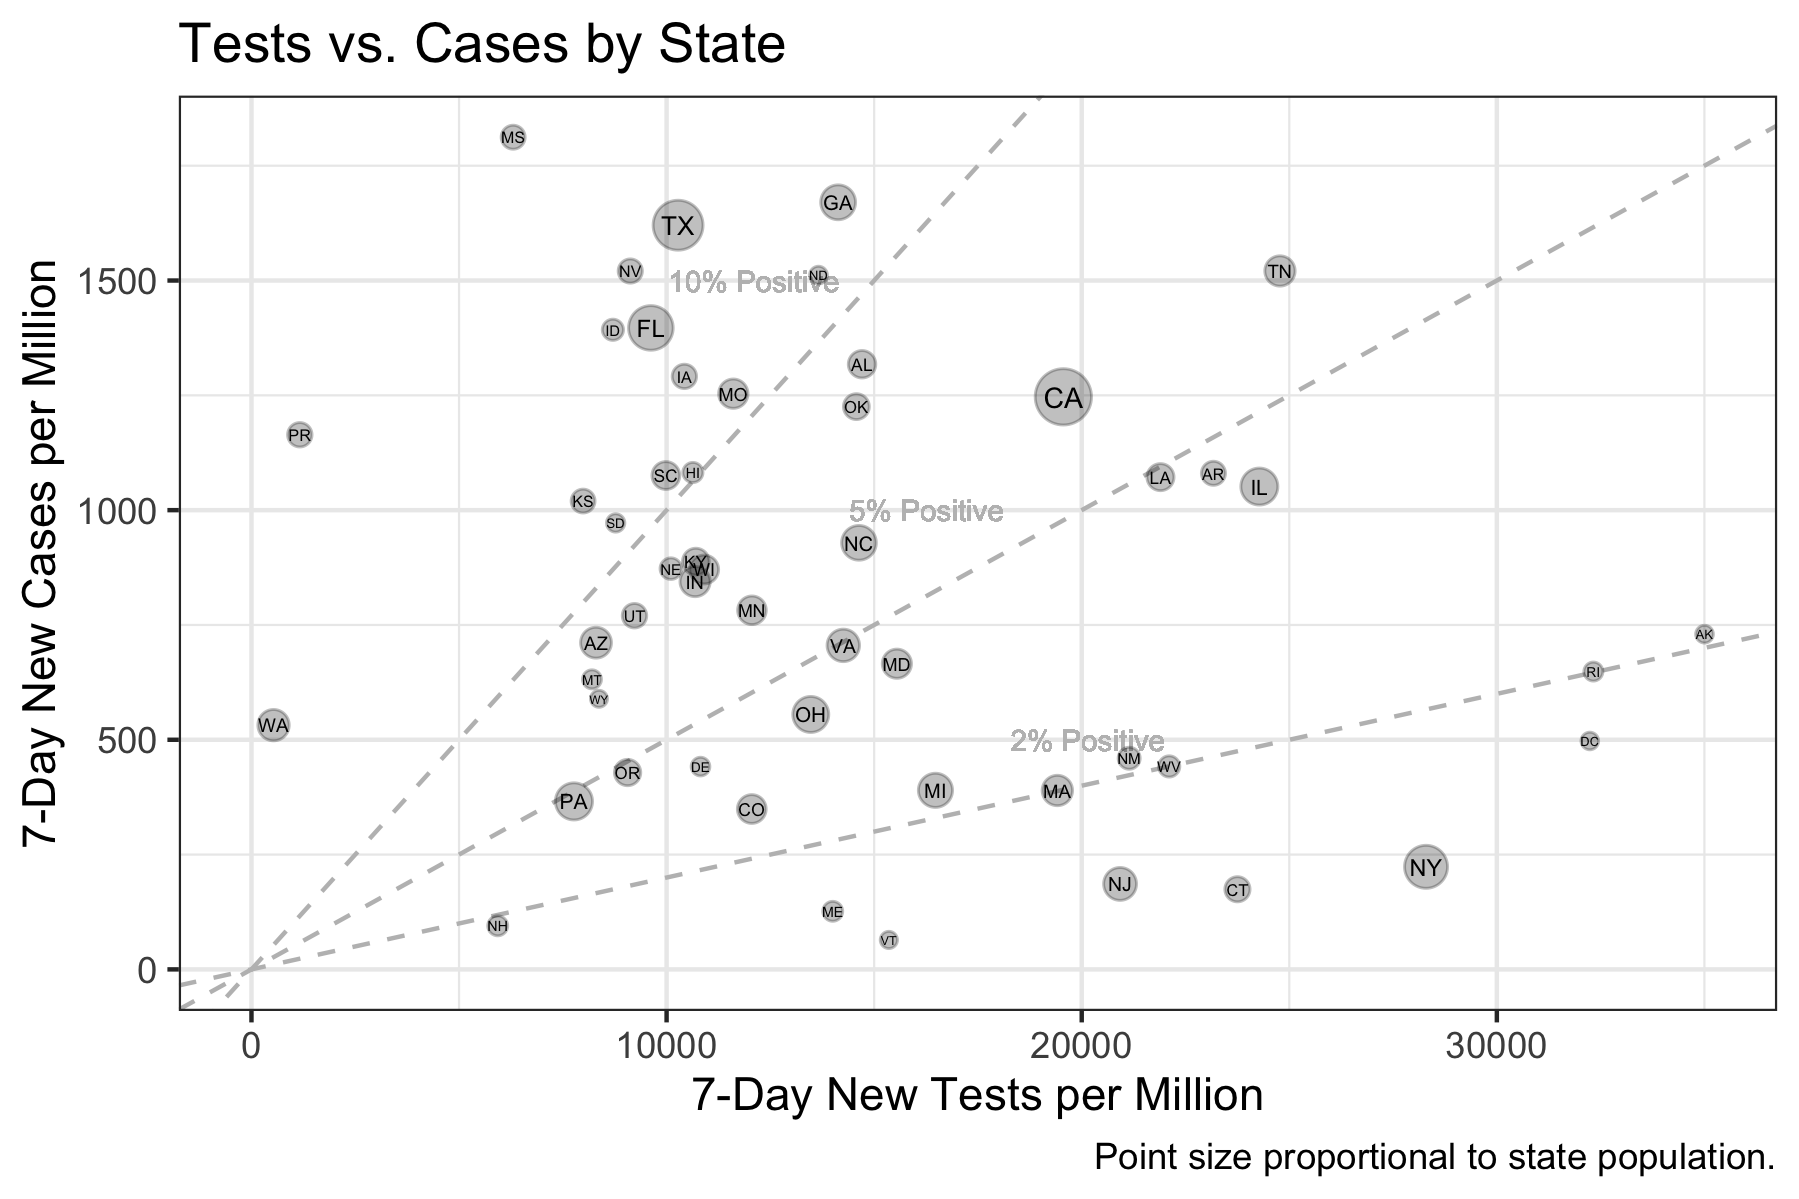 Tests vs. Cases by State
7-Day New Cases per Million
1500
1000
500
0
MS
GA
TX
NV
ND
TN
10% Positive
ID
FL
AL
IA
MO
CA
OK
PR
SC
HI
LA
AR
IL
KS
5% Positive
SD
NC
KY
NE
WI
IN
MN
UT
AZ
VA
MD
AK
MT
RI
WY
OH
WA
2% Positive
DC
NM
DE
WV
OR
PA
MI
MA
CO
NY
NJ
CT
ME
NH
VT
0 10000 20000 30000
7-Day New Tests per Million
Point size proportional to state population.